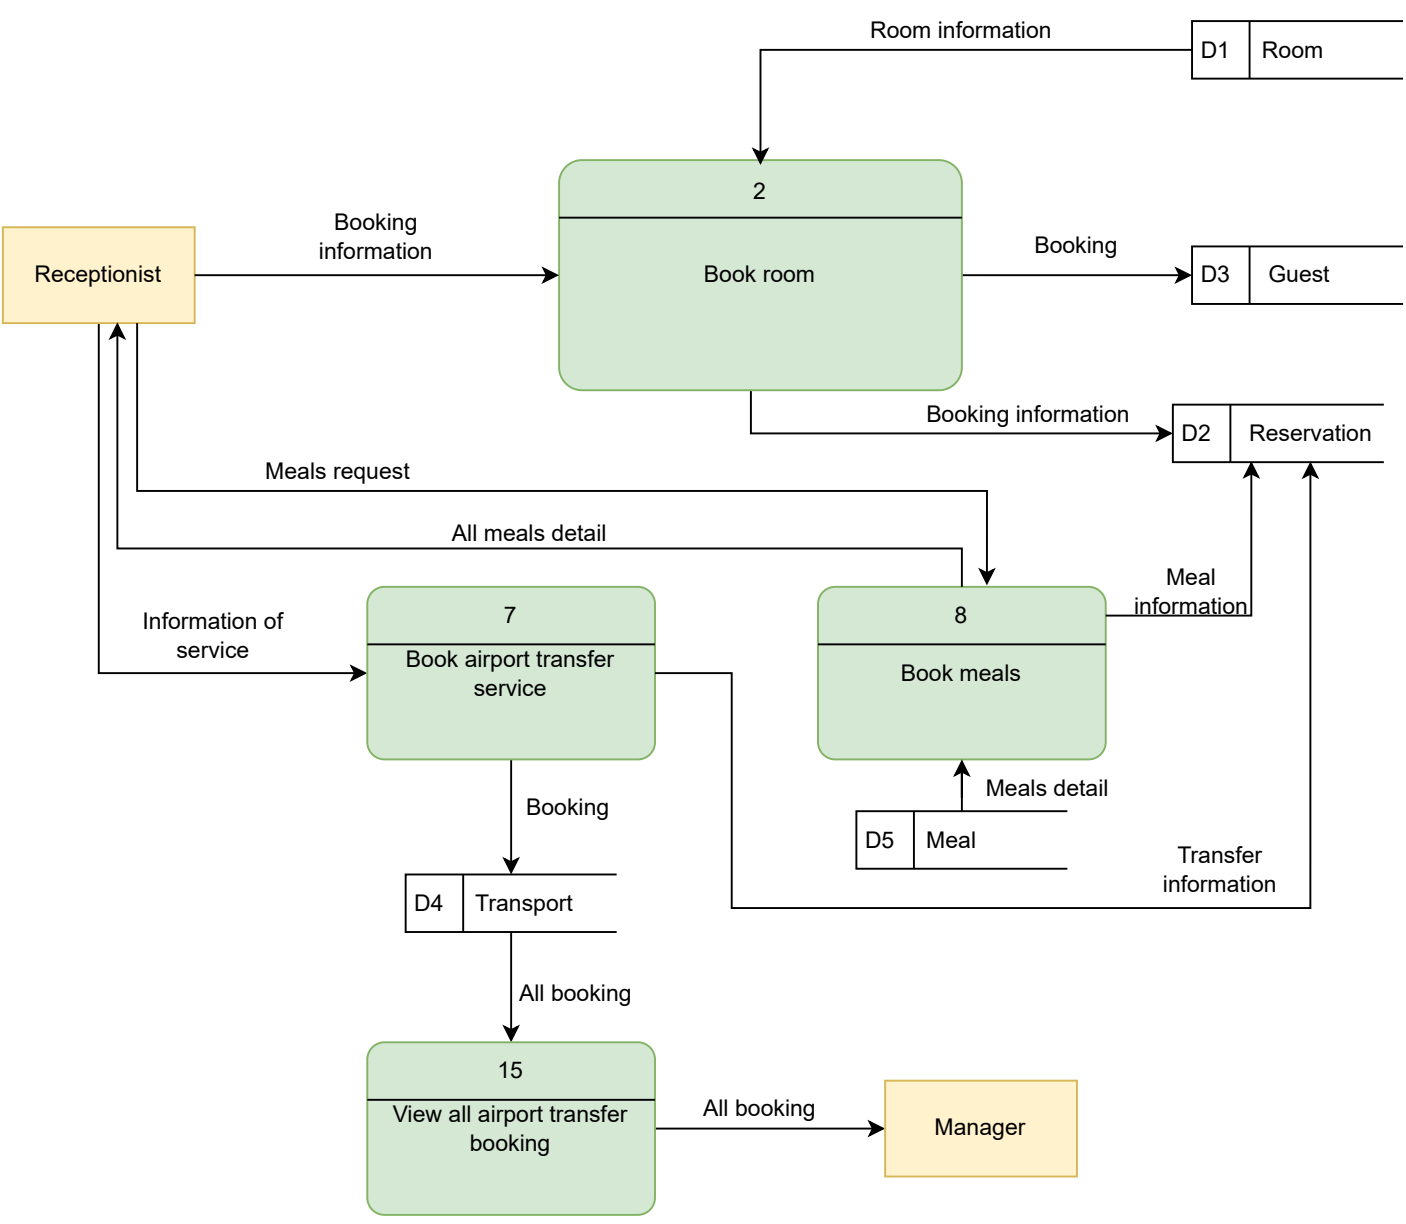 Room information
D1
Room
2
Booking
information
Receptionist
Book room
Booking
D3
Guest
Booking information
D2
Reservation
Meals request
All meals detail
Meal
information
Information of
service
7
Book airport transfer
service
8
Book meals
Booking
Meals detail
D5
Meal
Transfer
information
D4
Transport
All booking
15
View all airport transfer
booking
All booking
Manager